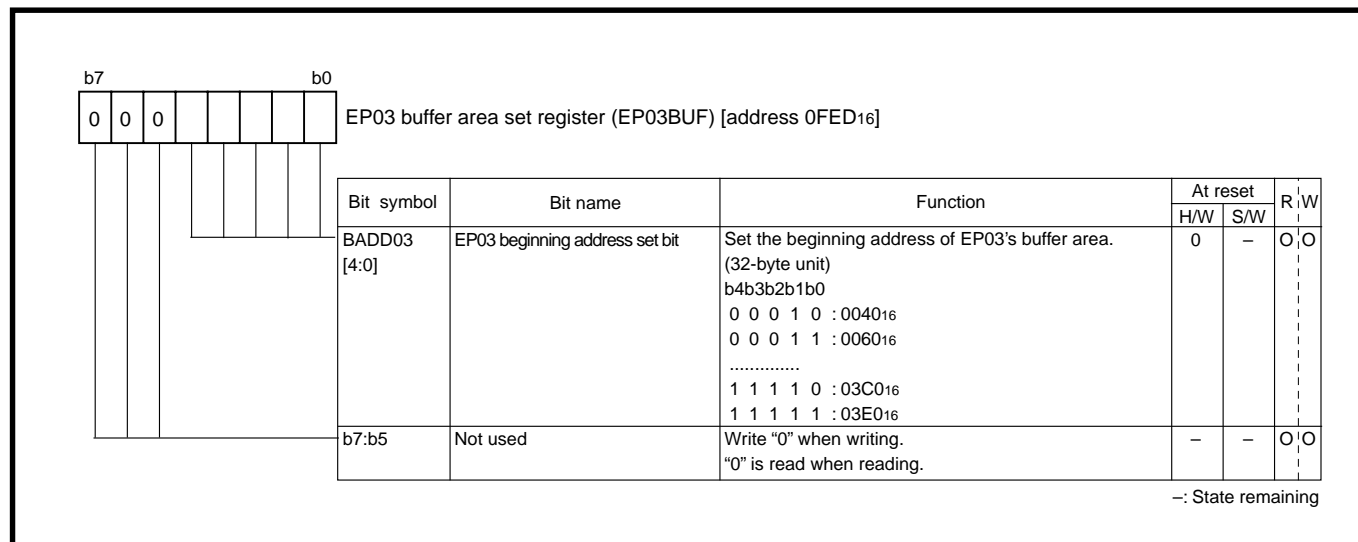 b7 b0
0 0 0
EP03 buffer area set register (EP03BUF) [address 0FED16]
Bit symbol Bit name Function At reset R W
H/W S/W
BADD03 EP03 beginning address set bit Set the beginning address of EP03's buffer area. 0 – O O
[4:0] (32-byte unit)
b4b3b2b1b0
0 0 0 1 0 : 004016
0 0 0 1 1 : 006016
..............
1 1 1 1 0 : 03C016
1 1 1 1 1 : 03E016
b7:b5 Not used Write “0” when writing. – – O O
“0” is read when reading.
–: State remaining